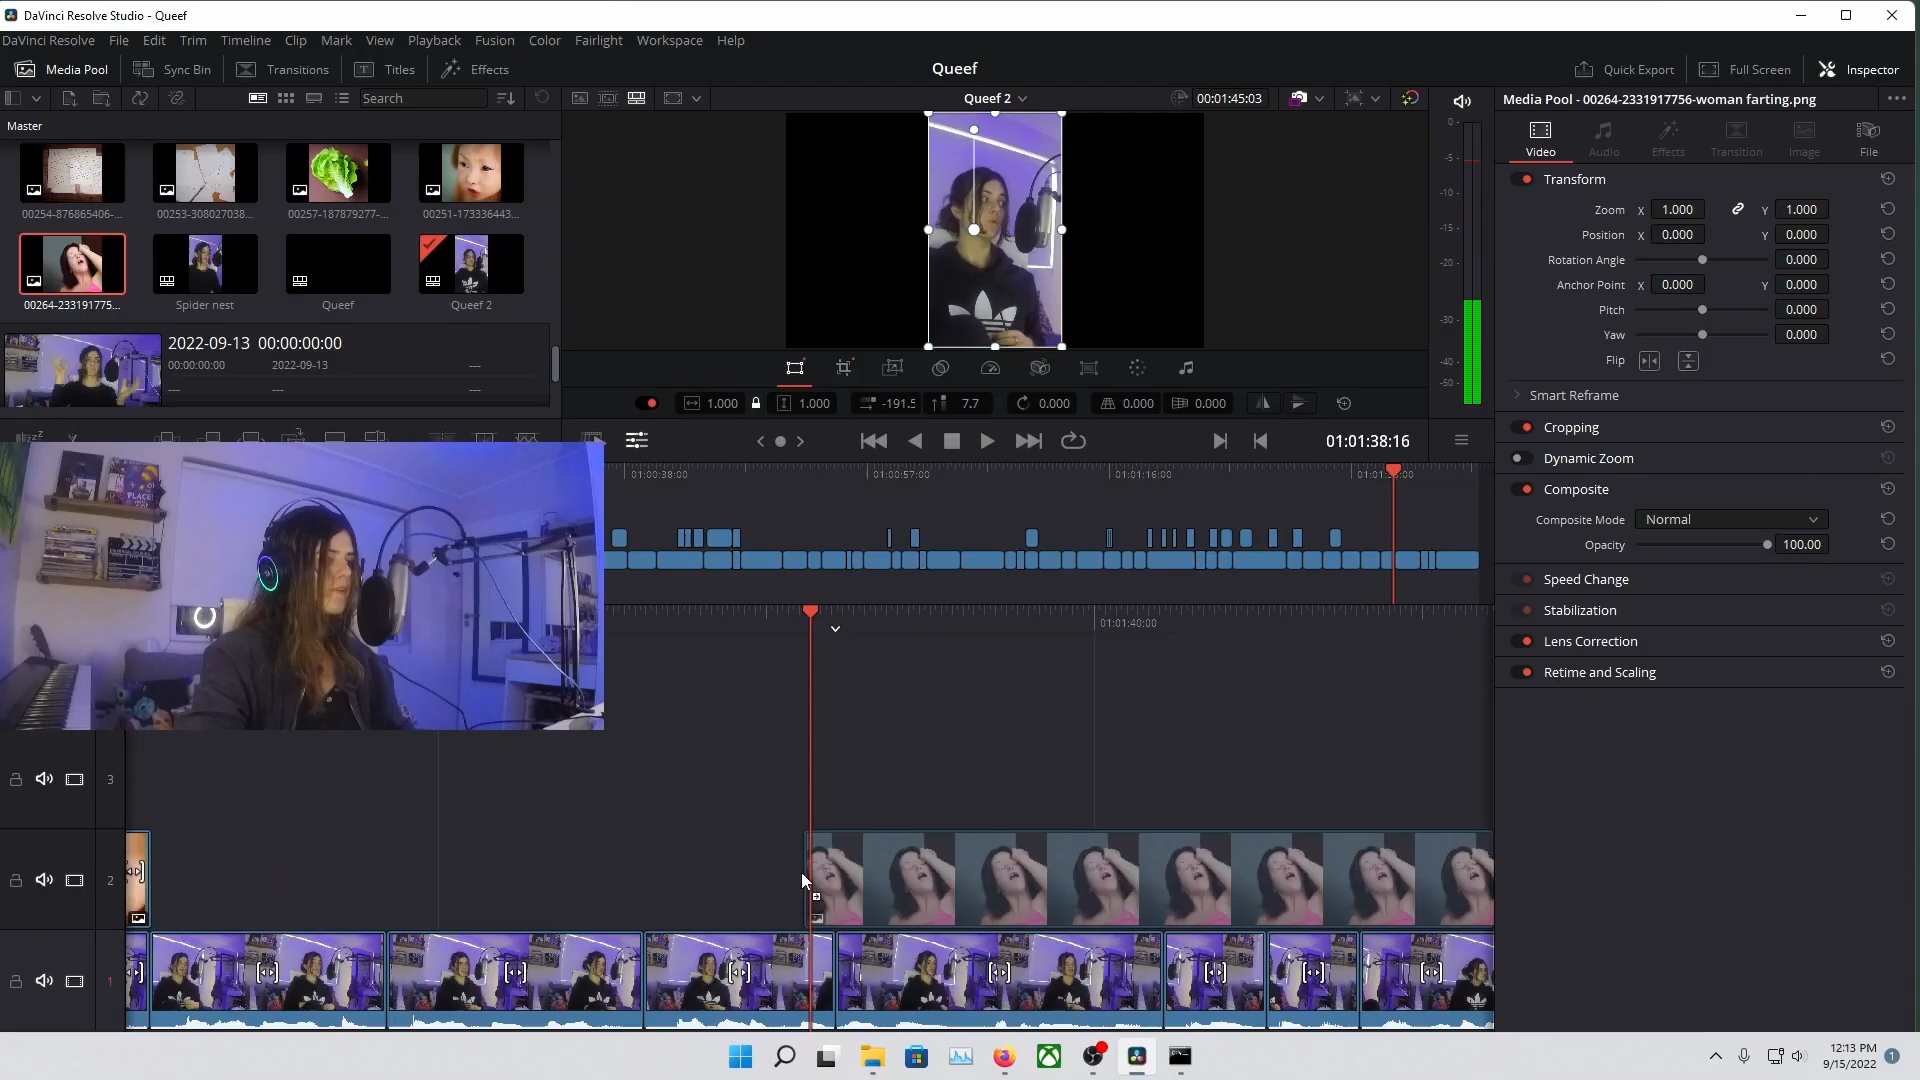 DaVinci Resolve Studio - Queef
DaVinci Resolve File Edit Trim Timeline Clip Mark View Playback Fusion Color Fairlight Workspace Help
Media Pool Sync Bin Transitions Titles Effects
Queef
Quick Export Full Screen Inspector
Search
Queef 2
00:01:45:03
Media Pool - 00264-2331917756-woman farting.png
Master
00254-876865406-...
00253-308027038...
00257-187879277-...
00251-173336443...
00264-233191775...
Spider nest
Queef
Queef 2
2022-09-13 00:00:00:00
00:00:00:00 2022-09-13 ---
--- --- ---
0
-5
-10
-15
-20
-30
-40
-50
1.000 1.000 -191.5 7.7 0.000 0.000 0.000
01:01:38:16
Video Audio Effects Transition Image File
Transform
Zoom X 1.000 Y 1.000
Position X 0.000 Y 0.000
Rotation Angle 0.000
Anchor Point X 0.000 Y 0.000
Pitch 0.000
Yaw 0.000
Flip
Smart Reframe
Cropping
Dynamic Zoom
Composite
Composite Mode Normal
Opacity 100.00
Speed Change
Stabilization
Lens Correction
Retime and Scaling
01:00:38:00 01:00:57:00 01:01:16:00
01:01:40:00
3
2
1
12:13 PM
9/15/2022
1